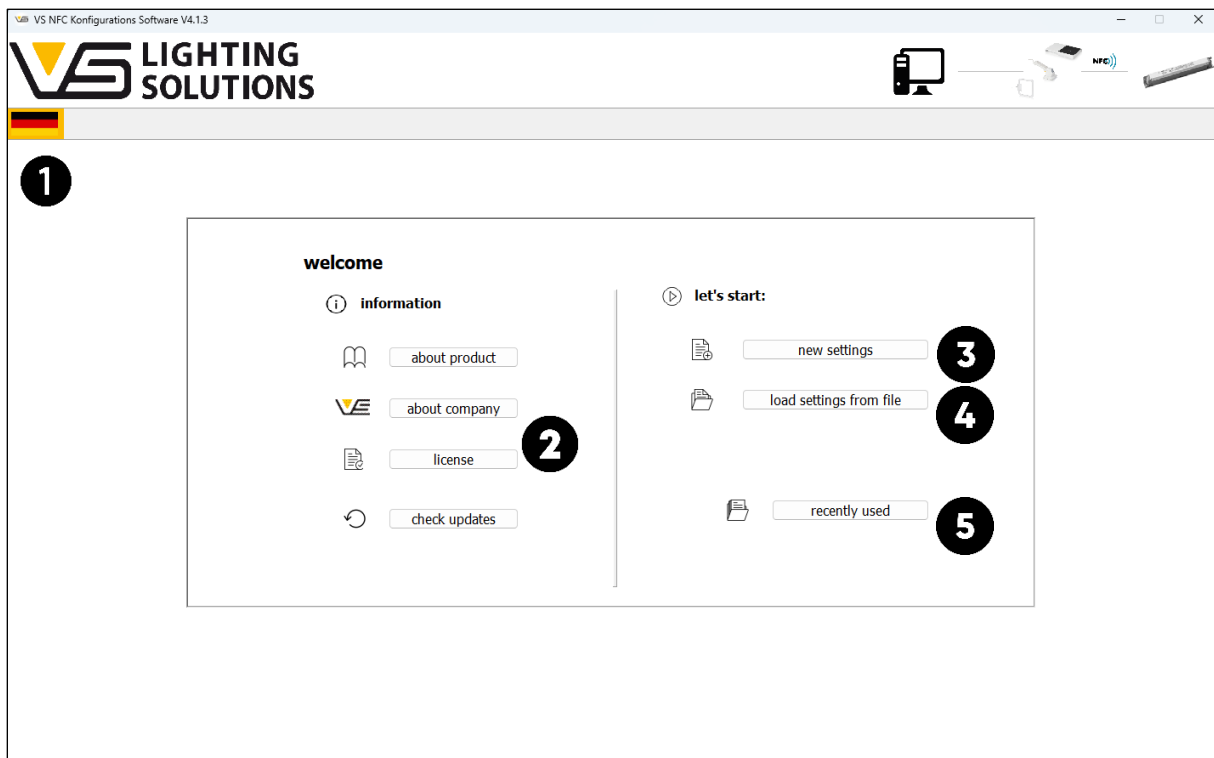 VS NFC Konfigurations Software V4.1.3
VS LIGHTING
SOLUTIONS
NFC
1
welcome
information
about product
about company
license
check updates
2
let's start:
new settings
3
load settings from file
4
recently used
5